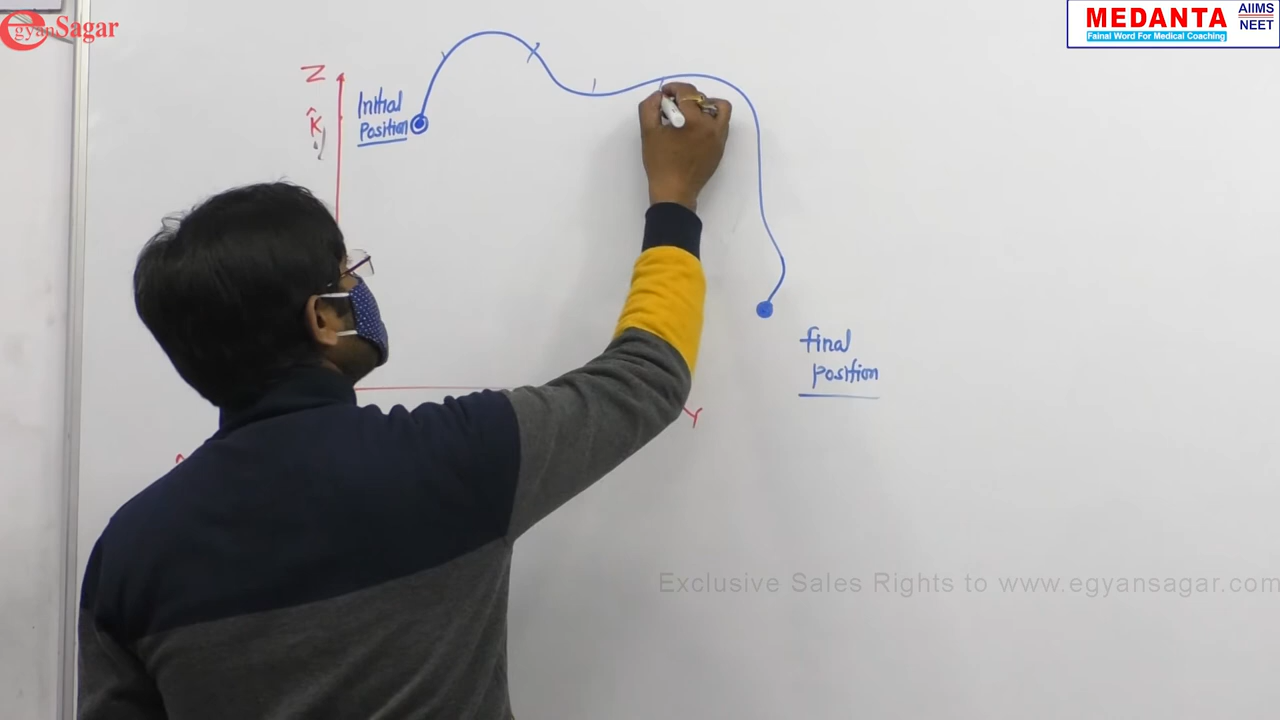 egyanSagar
MEDANTA
AIIMS
NEET
Fainal Word For Medical Coaching
Z
K̂
Initial
Position
final
position
Y
Exclusive Sales Rights to www.egyansagar.com